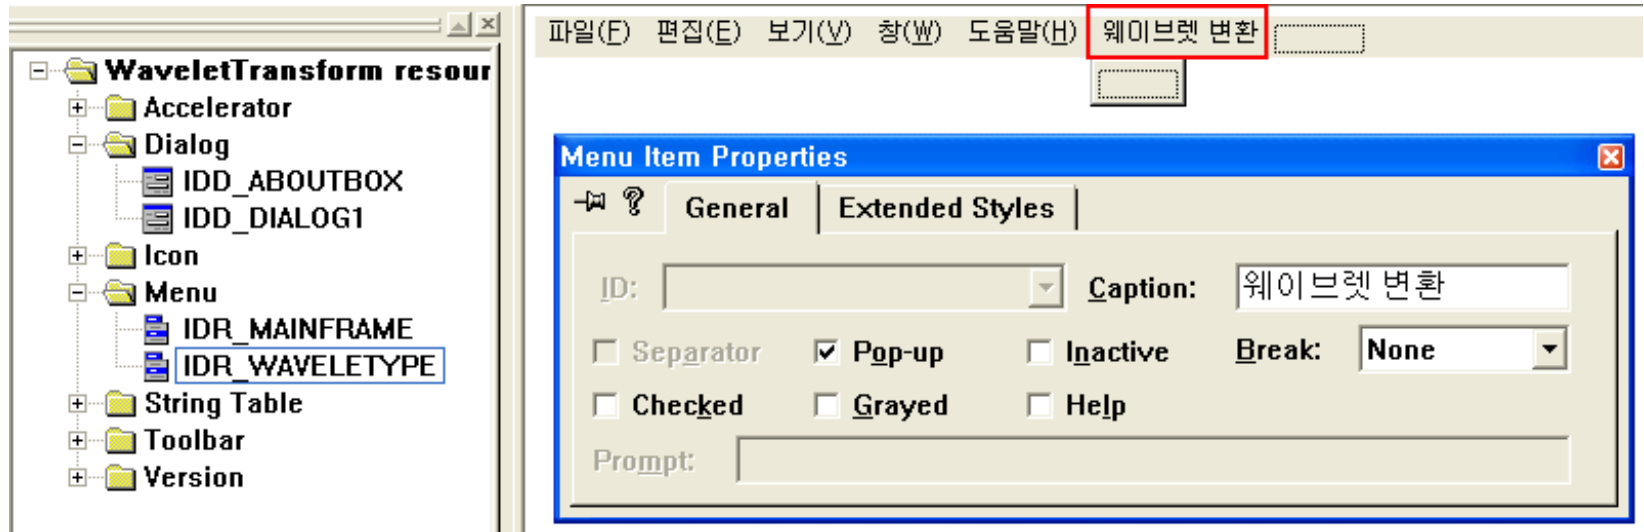 WaveletTransform resour
Accelerator
Dialog
IDD_ABOUTBOX
IDD_DIALOG1
Icon
Menu
IDR_MAINFRAME
IDR_WAVELETYPE
String Table
Toolbar
Version
파일(F) 편집(E) 보기(V) 창(W) 도움말(H) 웨이브렛 변환
Menu Item Properties
General Extended Styles
ID: Caption: 웨이브렛 변환
Separator Pop-up Inactive Break: None
Checked Grayed Help
Prompt: